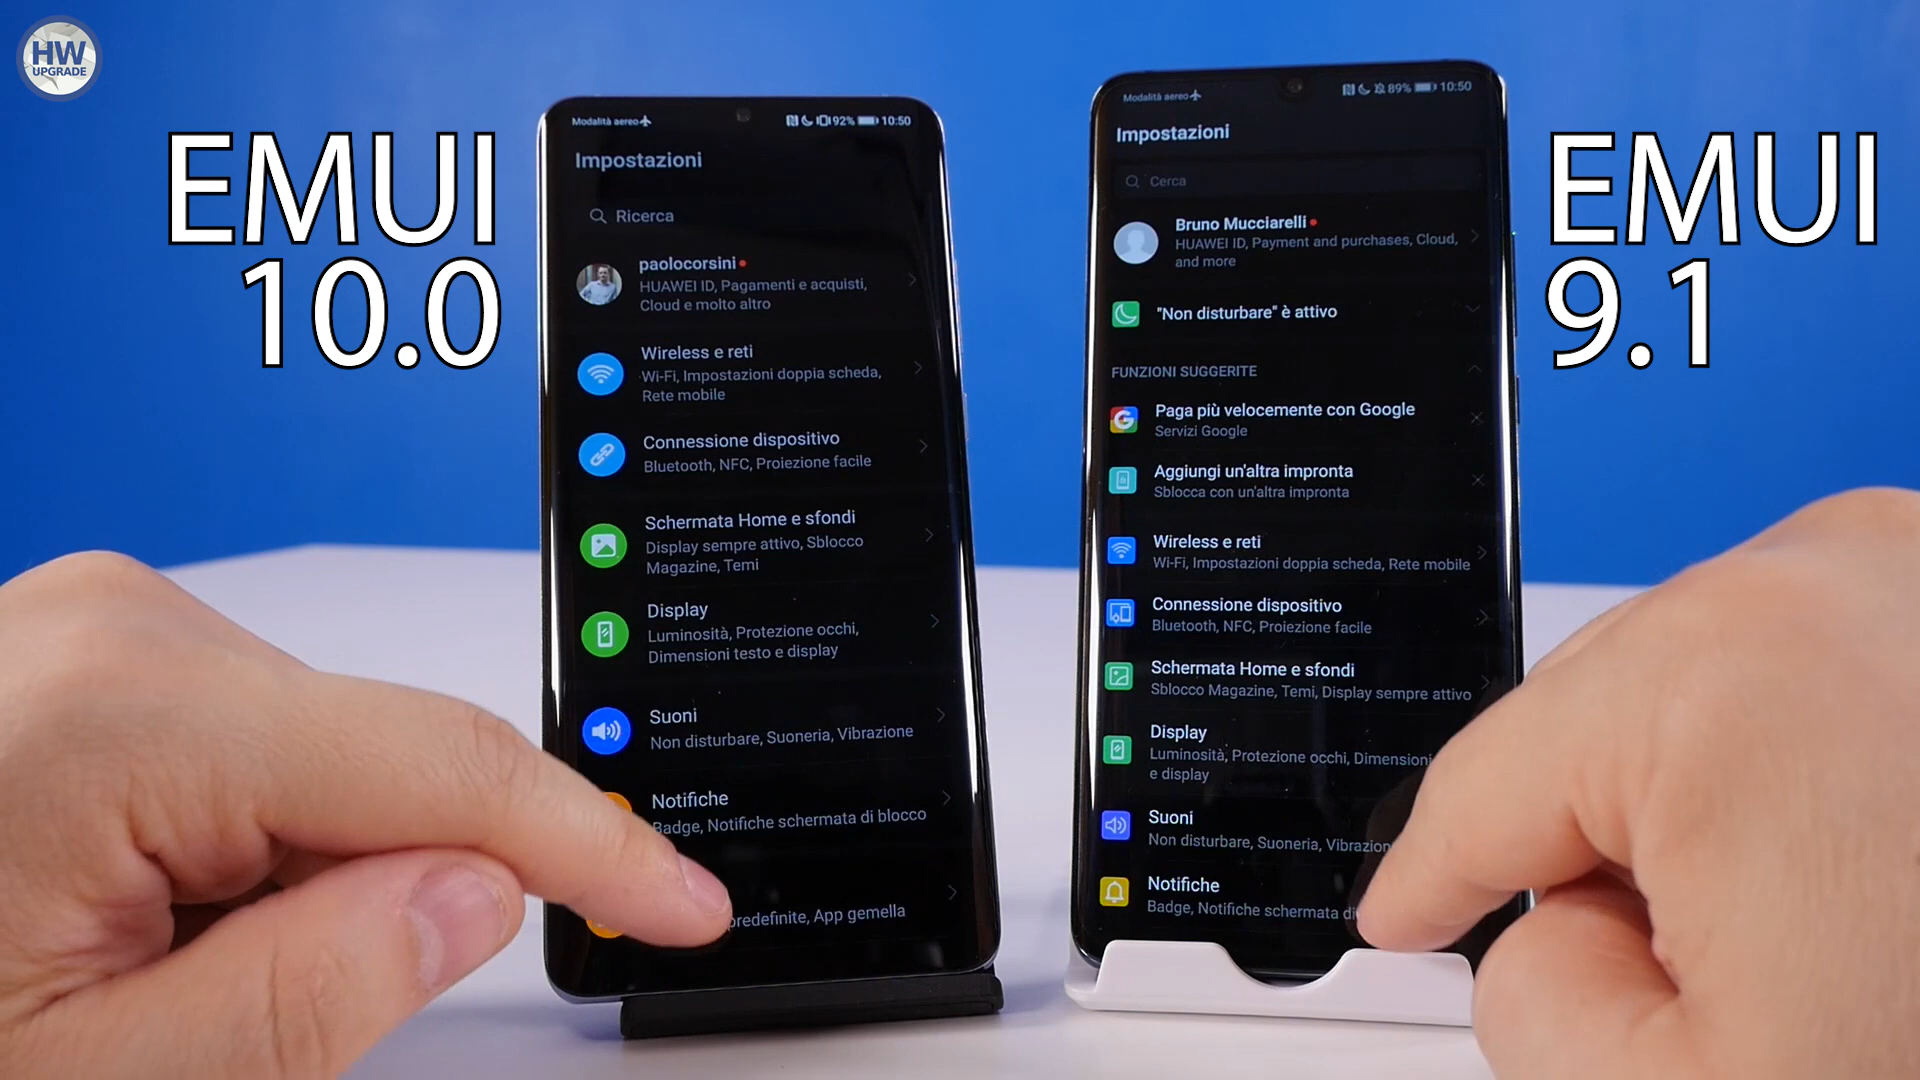 HW
UPGRADE
EMUI
10.0
Modalità aereo
92% 10:50
Impostazioni
Ricerca
paolocorsini
HUAWEI ID, Pagamenti e acquisti,
Cloud e molto altro
Wireless e reti
Wi-Fi, Impostazioni doppia scheda,
Rete mobile
Connessione dispositivo
Bluetooth, NFC, Proiezione facile
Schermata Home e sfondi
Display sempre attivo, Sblocco
Magazine, Temi
Display
Luminosità, Protezione occhi,
Dimensioni testo e display
Suoni
Non disturbare, Suoneria, Vibrazione
Notifiche
Badge, Notifiche schermata di blocco
predefinite, App gemella
Modalità aereo
89% 10:50
Impostazioni
Cerca
Bruno Mucciarelli
HUAWEI ID, Payment and purchases, Cloud,
and more
"Non disturbare" è attivo
FUNZIONI SUGGERITE
Paga più velocemente con Google
Servizi Google
Aggiungi un'altra impronta
Sblocca con un'altra impronta
Wireless e reti
Wi-Fi, Impostazioni doppia scheda, Rete mobile
Connessione dispositivo
Bluetooth, NFC, Proiezione facile
Schermata Home e sfondi
Sblocco Magazine, Temi, Display sempre attivo
Display
Luminosità, Protezione occhi, Dimensioni
e display
Suoni
Non disturbare, Suoneria, Vibrazion
Notifiche
Badge, Notifiche schermata di
EMUI
9.1